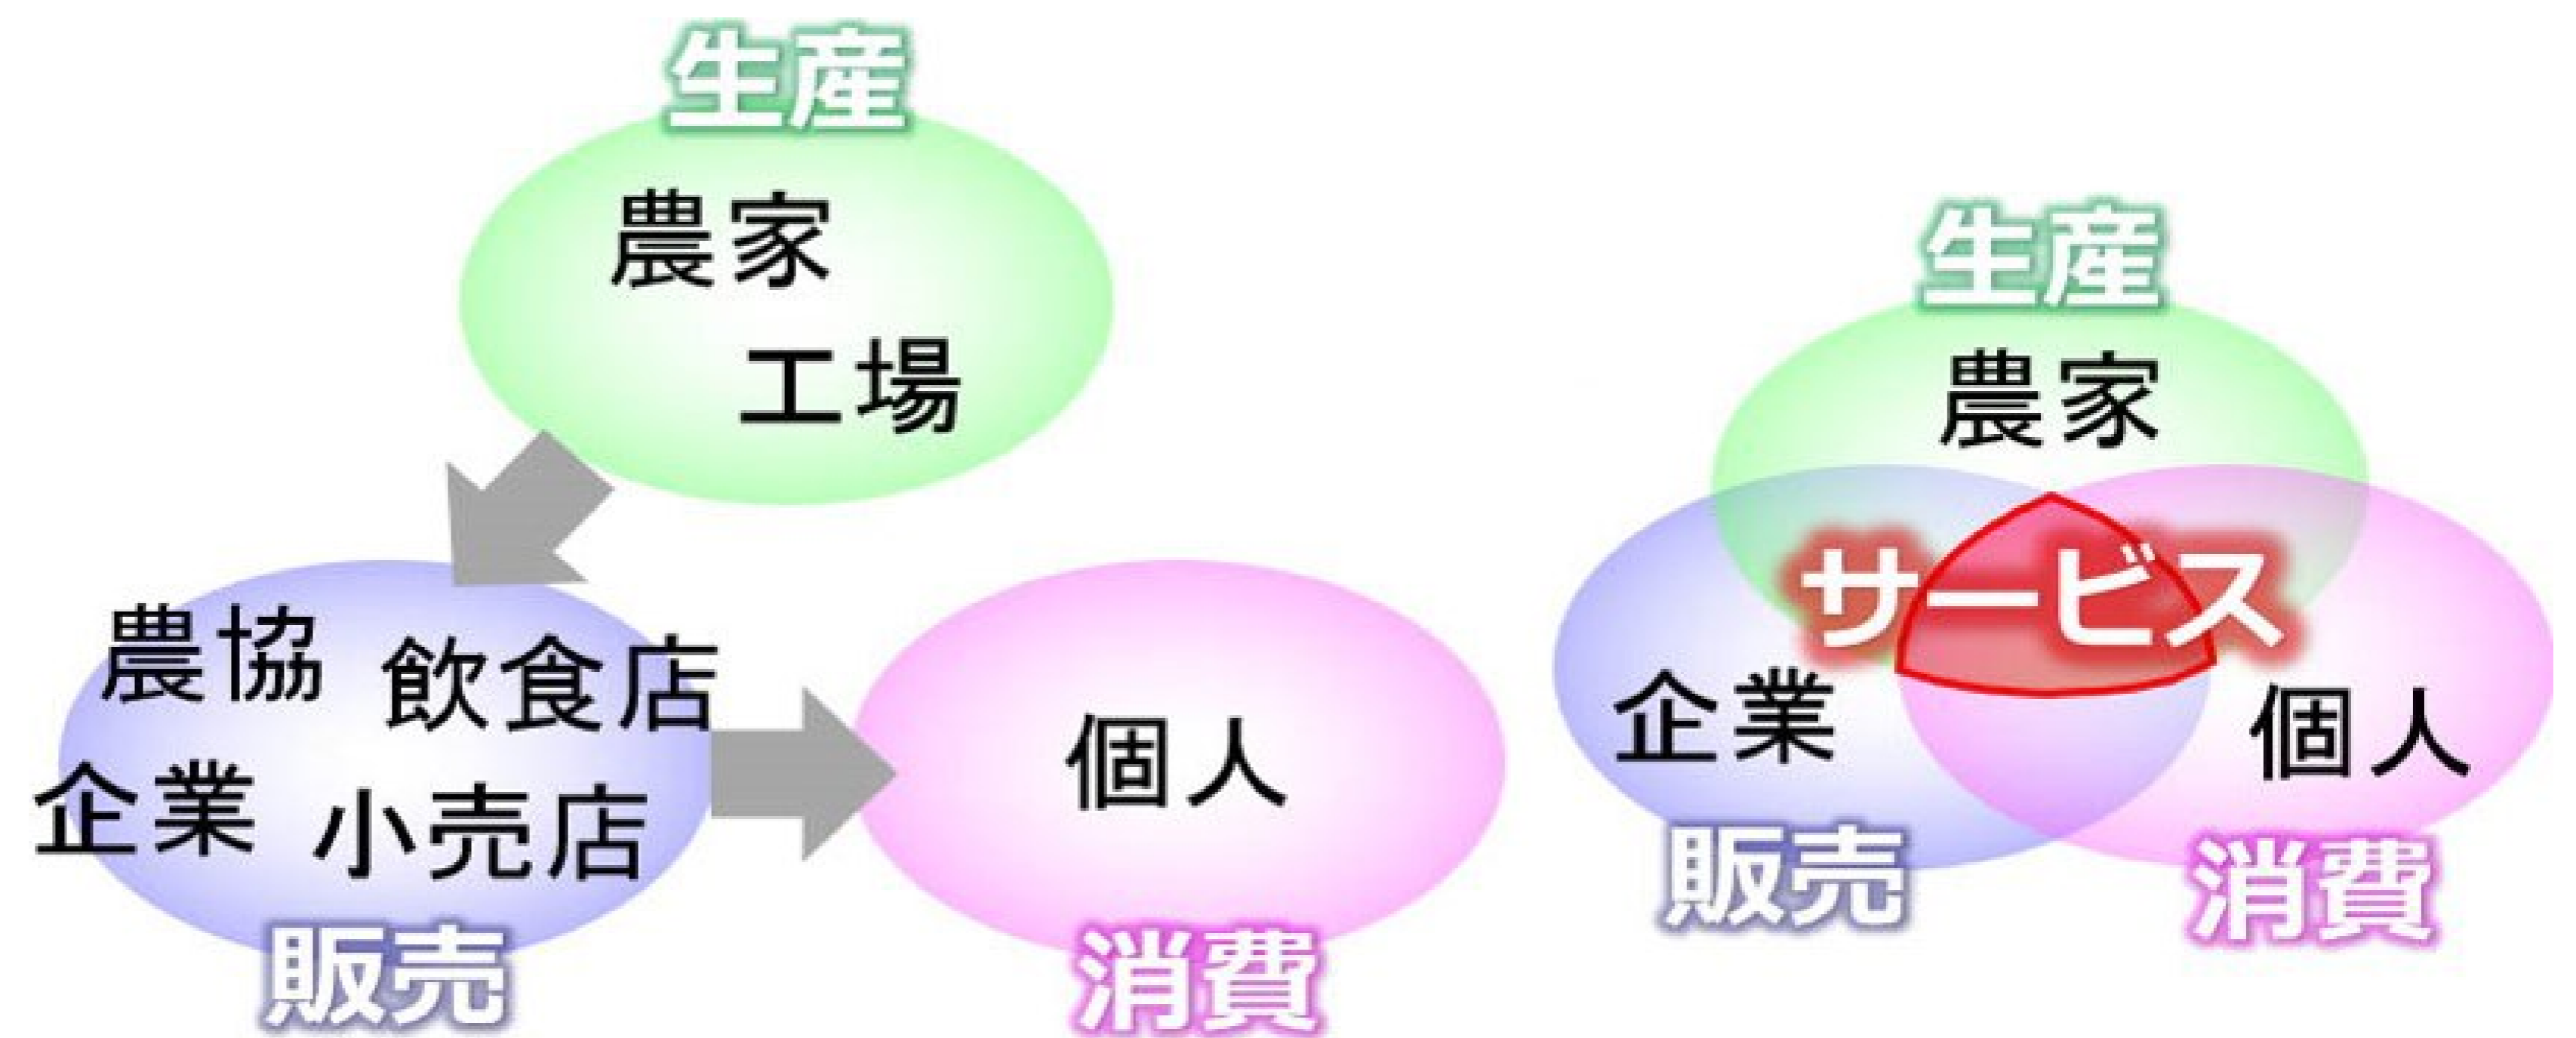 生産
農家
工場
農協 飲食店
企業 小売店
販売
個人
消費
生産
農家
サービス
企業
個人
販売
消費